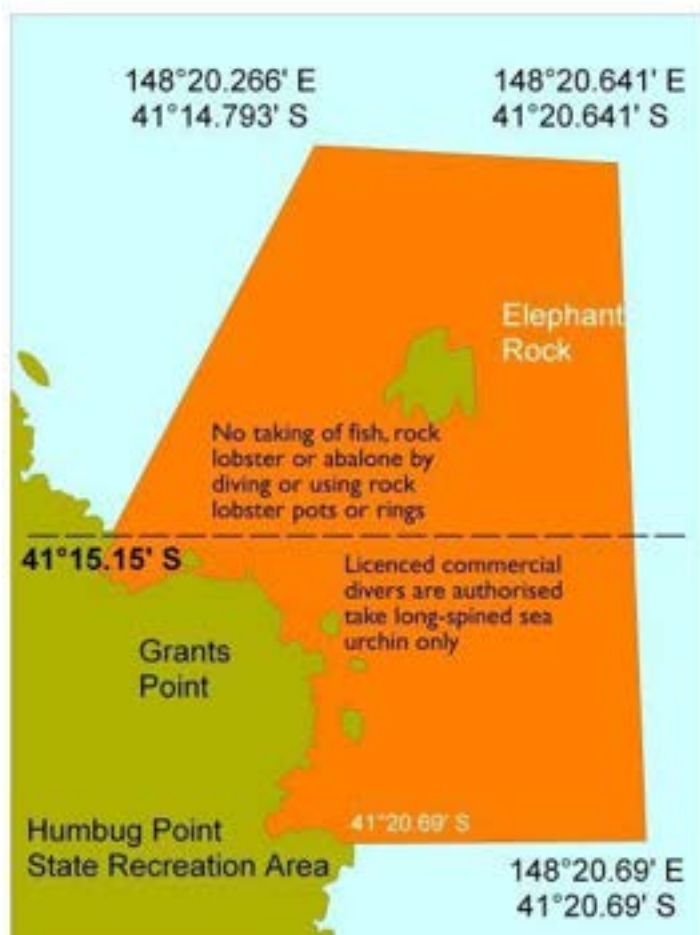 148°20.266' E
41°14.793' S
148°20.641' E
41°20.641' S
Elephant
Rock
No taking of fish, rock
lobster or abalone by
diving or using rock
lobster pots or rings
41°15.15' S
Licenced commercial
divers are authorised
take long-spined sea
urchin only
Grants
Point
41°20.69' S
Humbug Point
State Recreation Area
148°20.69' E
41°20.69' S